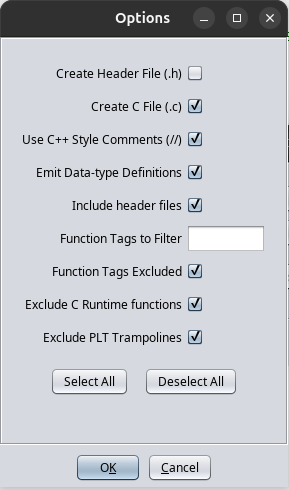 Options
Create Header File (.h)
Create C File (.c)
Use C++ Style Comments (//)
Emit Data-type Definitions
Include header files
Function Tags to Filter
Function Tags Excluded
Exclude C Runtime functions
Exclude PLT Trampolines
Select All Deselect All
OK Cancel